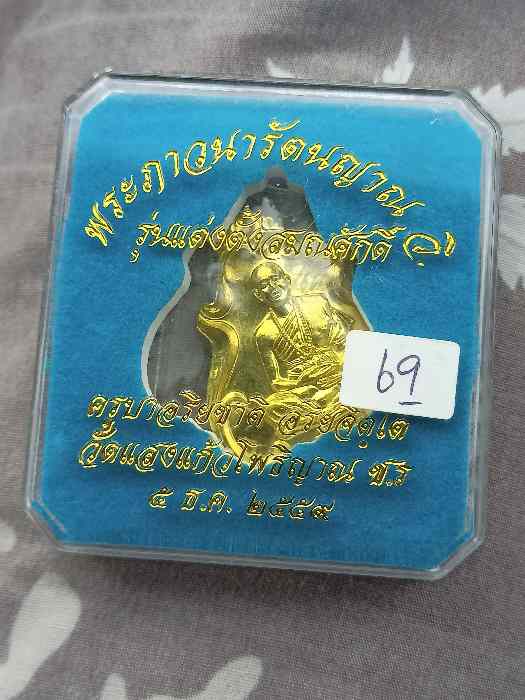 พระภาวนารัตนญาณ วิ.
รุ่นแต่งตั้งสมณศักดิ์
69
ครูบาอริยชาติ อริยจิตฺโต
วัดแสงแก้วโพธิญาณ ช.ร
๕ ธ.ค. ๒๕๕๙